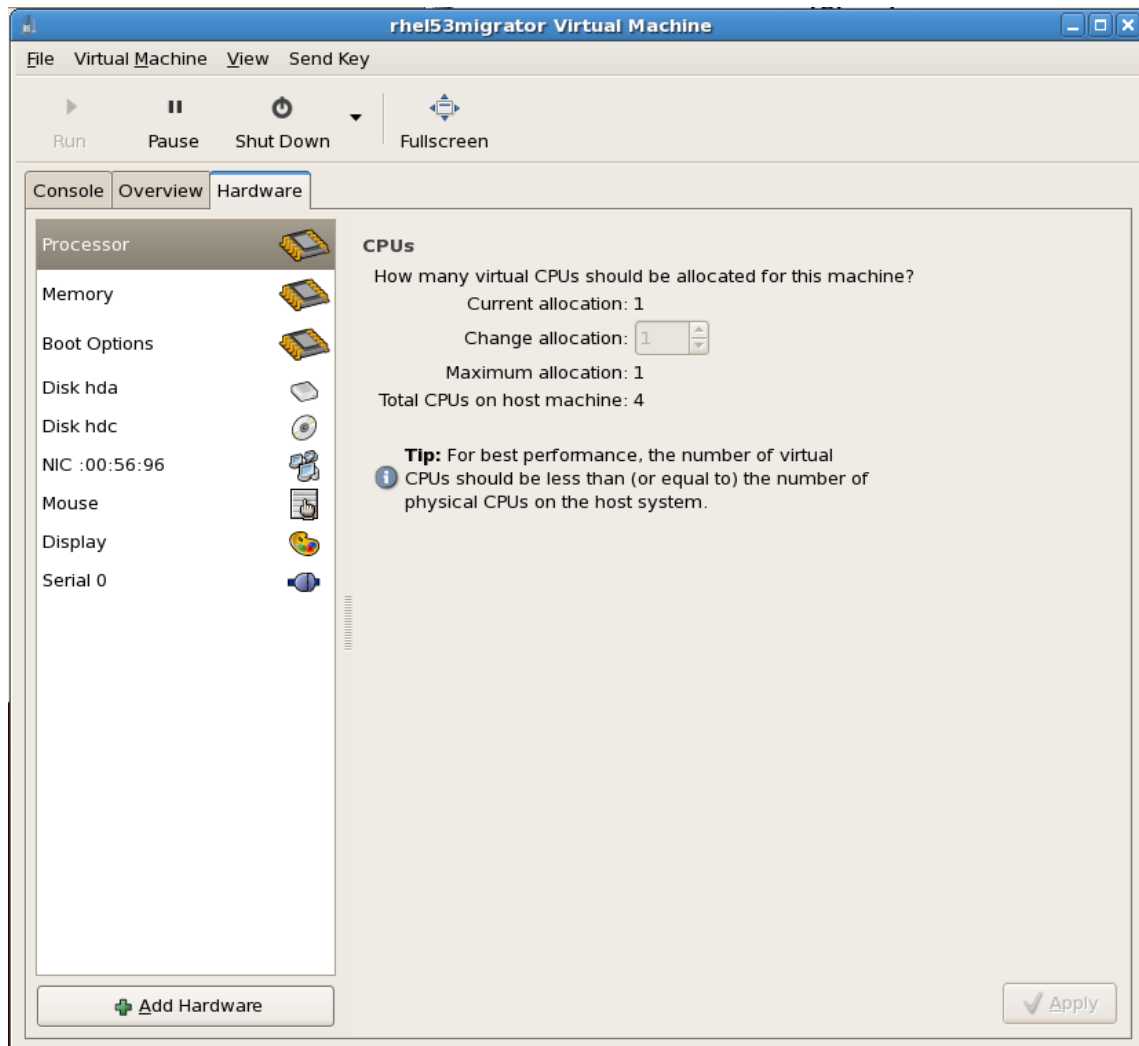 rhel53migrator Virtual Machine
File Virtual Machine View Send Key
Run Pause Shut Down Fullscreen
Console Overview Hardware
Processor
Memory
Boot Options
Disk hda
Disk hdc
NIC :00:56:96
Mouse
Display
Serial 0
Add Hardware
CPUs
How many virtual CPUs should be allocated for this machine?
Current allocation: 1
Change allocation: 1
Maximum allocation: 1
Total CPUs on host machine: 4
Tip: For best performance, the number of virtual
CPUs should be less than (or equal to) the number of
physical CPUs on the host system.
Apply